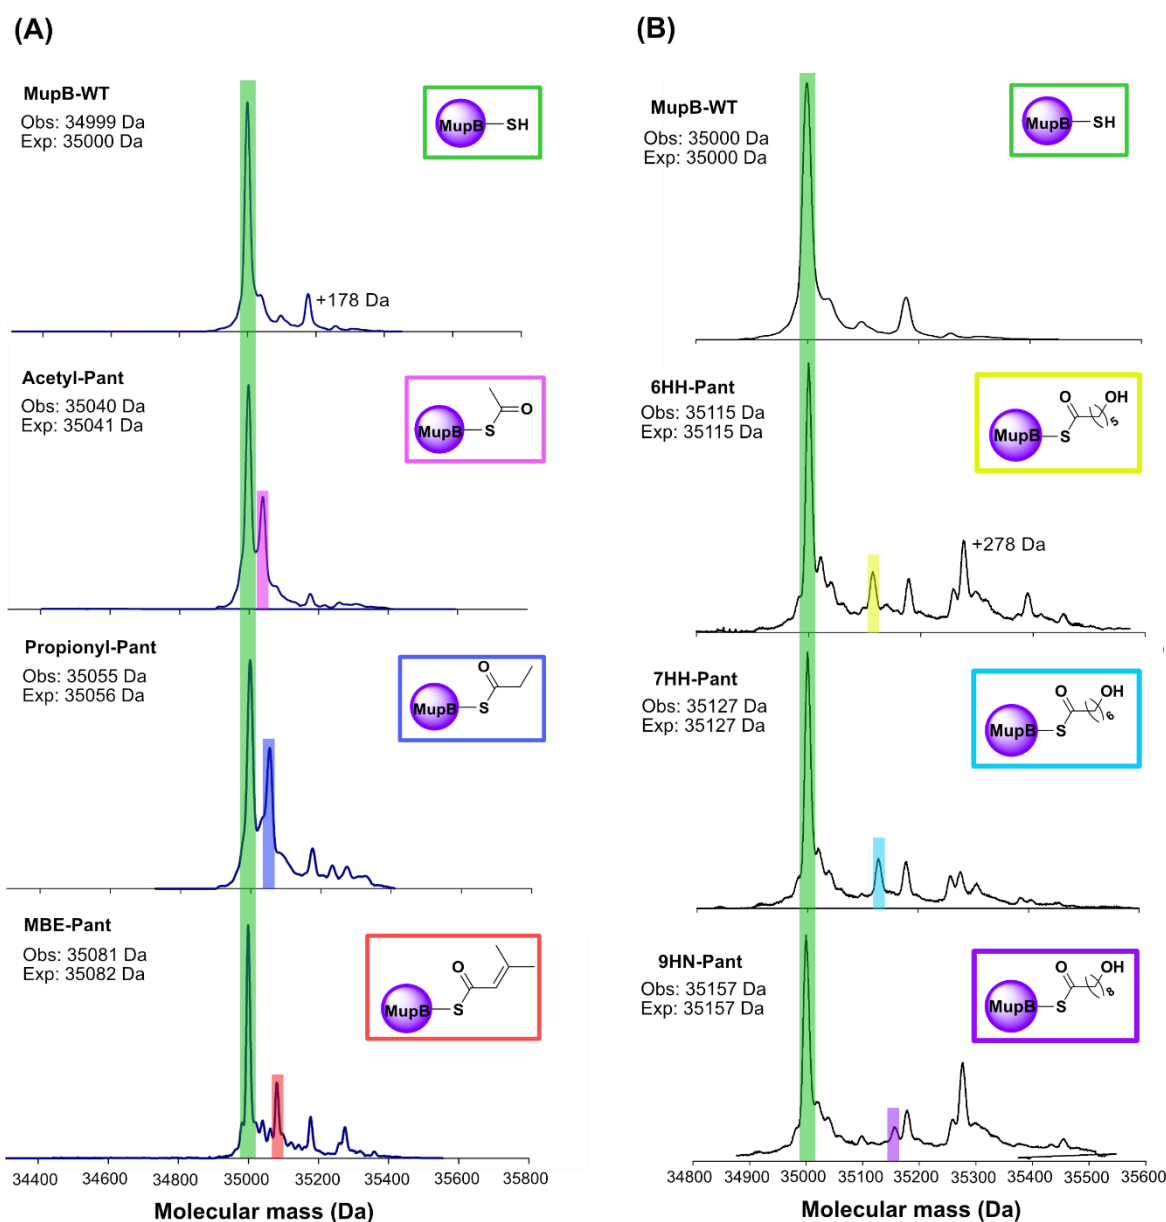 (A)
MupB-WT
Obs: 34999 Da
Exp: 35000 Da
MupB
SH
+178 Da
Acetyl-Pant
Obs: 35040 Da
Exp: 35041 Da
O
MupB
S
Propionyl-Pant
Obs: 35055 Da
Exp: 35056 Da
O
MupB
S
MBE-Pant
Obs: 35081 Da
Exp: 35082 Da
O
MupB
S
34400 34600 34800 35000 35200 35400 35600 35800
Molecular mass (Da)
(B)
MupB-WT
Obs: 35000 Da
Exp: 35000 Da
MupB
SH
6HH-Pant
Obs: 35115 Da
Exp: 35115 Da
O
OH
5
MupB
S
+278 Da
7HH-Pant
Obs: 35127 Da
Exp: 35127 Da
O
OH
6
MupB
S
9HN-Pant
Obs: 35157 Da
Exp: 35157 Da
O
OH
8
MupB
S
34800 34900 35000 35100 35200 35300 35400 35500 35600
Molecular mass (Da)